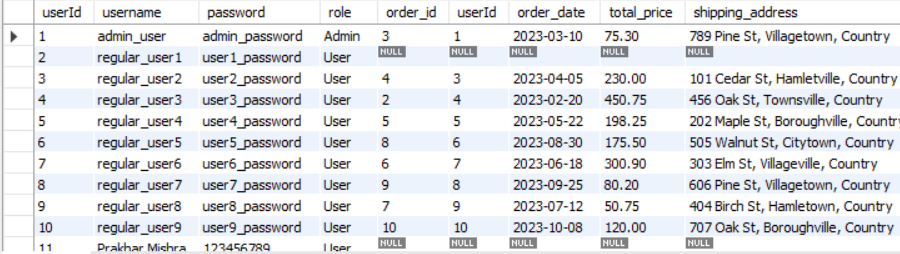 userId username password role order_id userId order_date total_price shipping_address
1 admin_user admin_password Admin 3 1 2023-03-10 75.30 789 Pine St, Villagetown, Country
2 regular_user1 user1_password User NULL NULL NULL NULL NULL
3 regular_user2 user2_password User 4 3 2023-04-05 230.00 101 Cedar St, Hamletville, Country
4 regular_user3 user3_password User 2 4 2023-02-20 450.75 456 Oak St, Townsville, Country
5 regular_user4 user4_password User 5 5 2023-05-22 198.25 202 Maple St, Boroughville, Country
6 regular_user5 user5_password User 8 6 2023-08-30 175.50 505 Walnut St, Citytown, Country
7 regular_user6 user6_password User 6 7 2023-06-18 300.90 303 Elm St, Villageville, Country
8 regular_user7 user7_password User 9 8 2023-09-25 80.20 606 Pine St, Villagetown, Country
9 regular_user8 user8_password User 7 9 2023-07-12 50.75 404 Birch St, Hamletown, Country
10 regular_user9 user9_password User 10 10 2023-10-08 120.00 707 Oak St, Boroughville, Country
11 Prakhar Mishra 123456789 User NULL NULL NULL NULL NULL